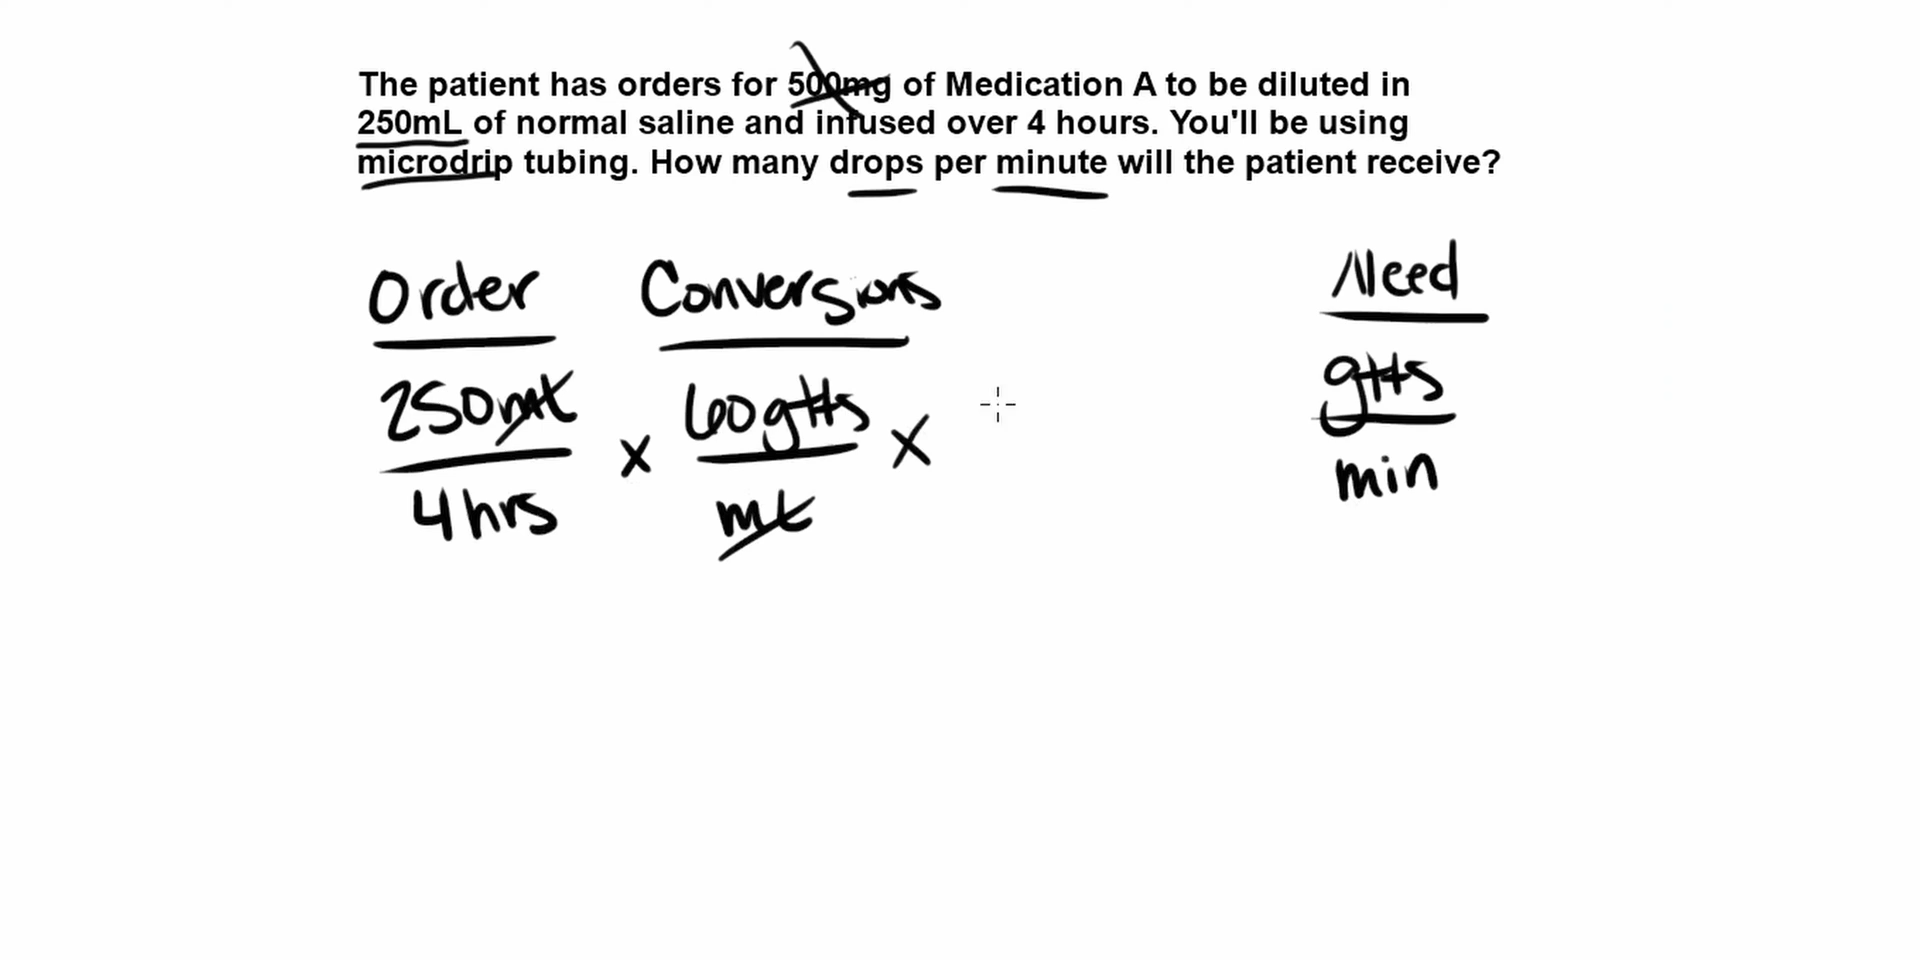 The patient has orders for 500mg of Medication A to be diluted in
250mL of normal saline and infused over 4 hours. You'll be using
microdrip tubing. How many drops per minute will the patient receive?
Order Conversions Need
250mL x 60gtts x gtts
4hrs mL min